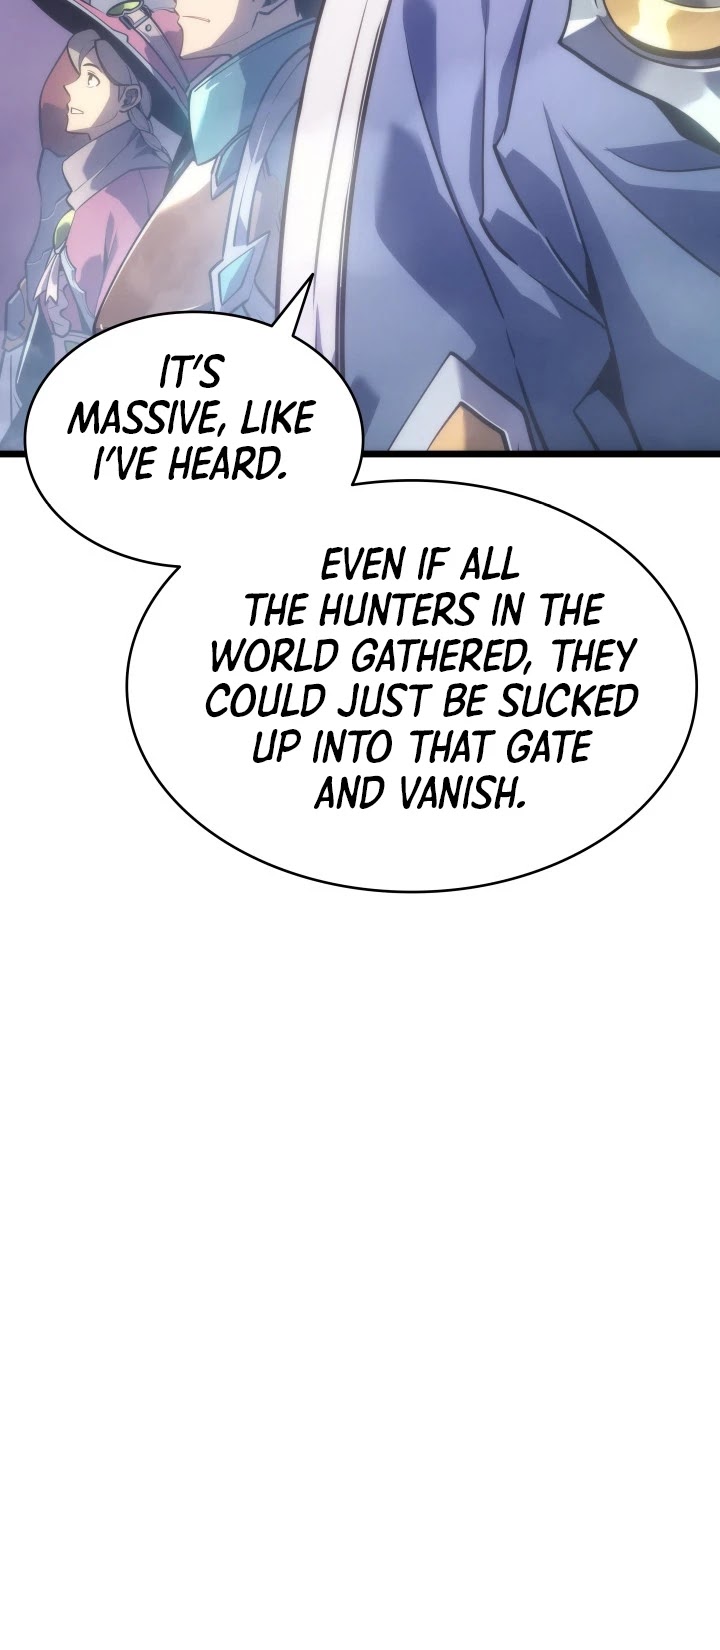 IT'S
MASSIVE, LIKE
I'VE HEARD.
EVEN IF ALL
THE HUNTERS IN THE
WORLD GATHERED, THEY
COULD JUST BE SUCKED
UP INTO THAT GATE
AND VANISH.